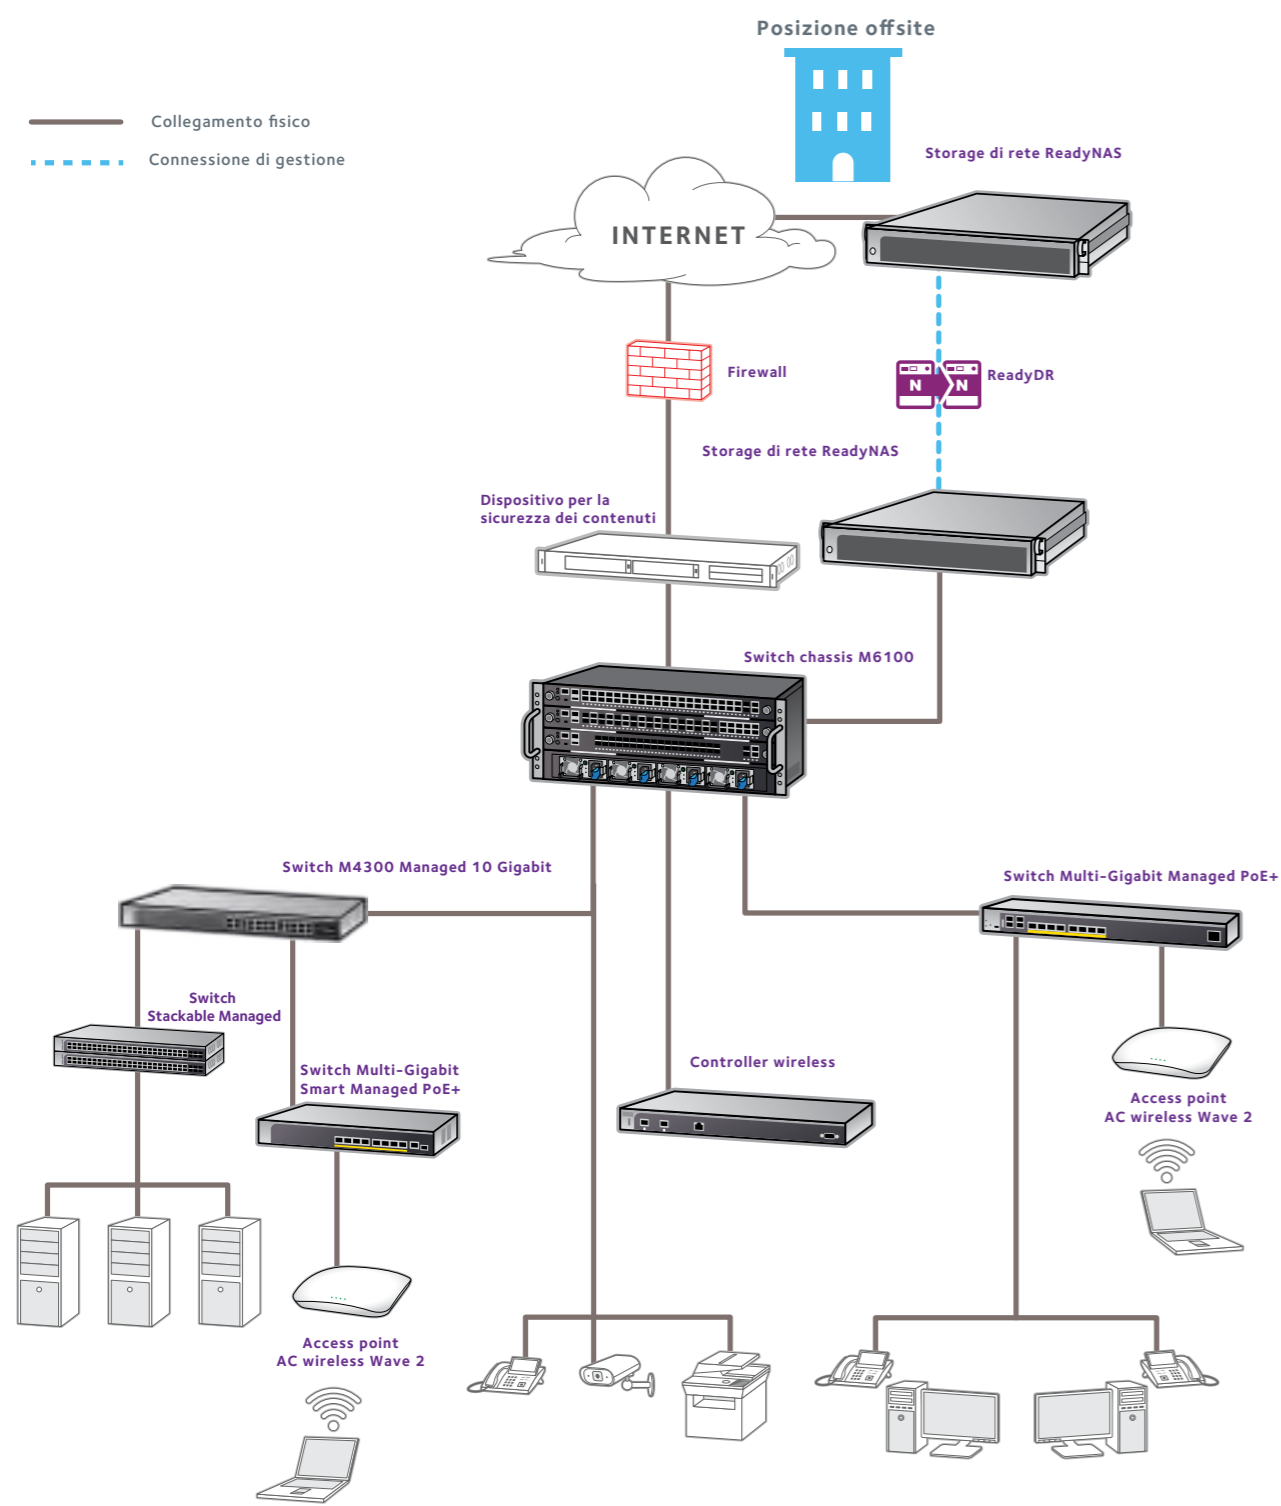 Posizione offsite
Collegamento fisico
Connessione di gestione
Storage di rete ReadyNAS
INTERNET
Firewall
N
N
ReadyDR
Storage di rete ReadyNAS
Dispositivo per la
sicurezza dei contenuti
Switch chassis M6100
Switch M4300 Managed 10 Gigabit
Switch Multi-Gigabit Managed PoE+
Switch
Stackable Managed
Switch Multi-Gigabit
Smart Managed PoE+
Controller wireless
Access point
AC wireless Wave 2
Access point
AC wireless Wave 2